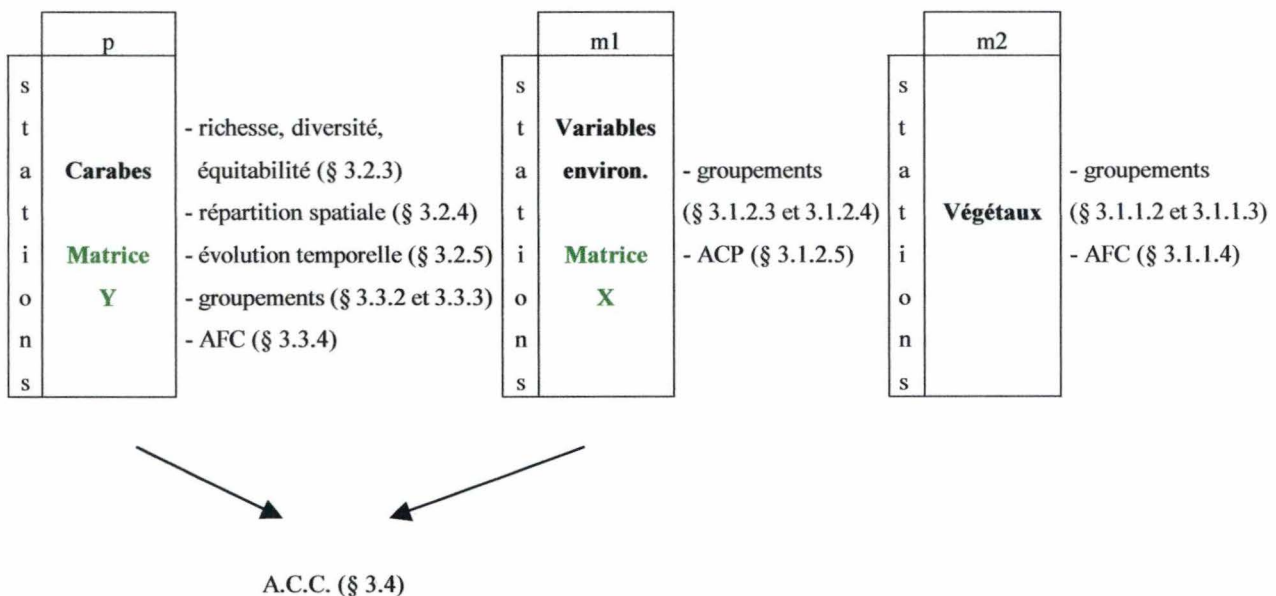 p
stations
Carabes
Matrice
Y
- richesse, diversité,
équitabilité (§ 3.2.3)
- répartition spatiale (§ 3.2.4)
- évolution temporelle (§ 3.2.5)
- groupements (§ 3.3.2 et 3.3.3)
- AFC (§ 3.3.4)
m1
stations
Variables
environ.
Matrice
X
- groupements
(§ 3.1.2.3 et 3.1.2.4)
- ACP (§ 3.1.2.5)
m2
stations
Végétaux
- groupements
(§ 3.1.1.2 et 3.1.1.3)
- AFC (§ 3.1.1.4)
A.C.C. (§ 3.4)